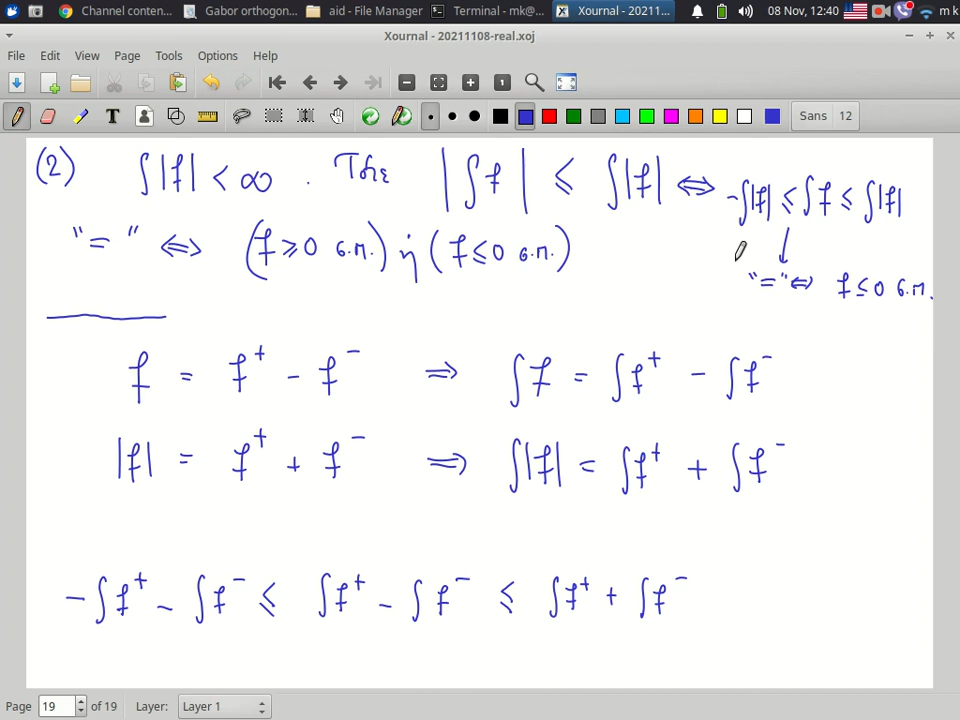 Channel conten... Gabor orthogon... aid - File Manager Terminal - mk@... Xournal - 20211... 08 Nov, 12:40 m k
Xournal - 20211108-real.xoj
File Edit View Page Tools Options Help
Sans 12
(2) ∫|f| < ∞ . Τότε |∫f| ≤ ∫|f| ⇔ -∫|f| ≤ ∫f ≤ ∫|f|
"=" ⇔ (f ≥ 0 σ.π.) ή (f ≤ 0 σ.π.)
"=" ⇔ f ≤ 0 σ.π.
f = f⁺ - f⁻ ⇒ ∫f = ∫f⁺ - ∫f⁻
|f| = f⁺ + f⁻ ⇒ ∫|f| = ∫f⁺ + ∫f⁻
-∫f⁺ - ∫f⁻ ≤ ∫f⁺ - ∫f⁻ ≤ ∫f⁺ + ∫f⁻
Page 19 of 19 Layer: Layer 1